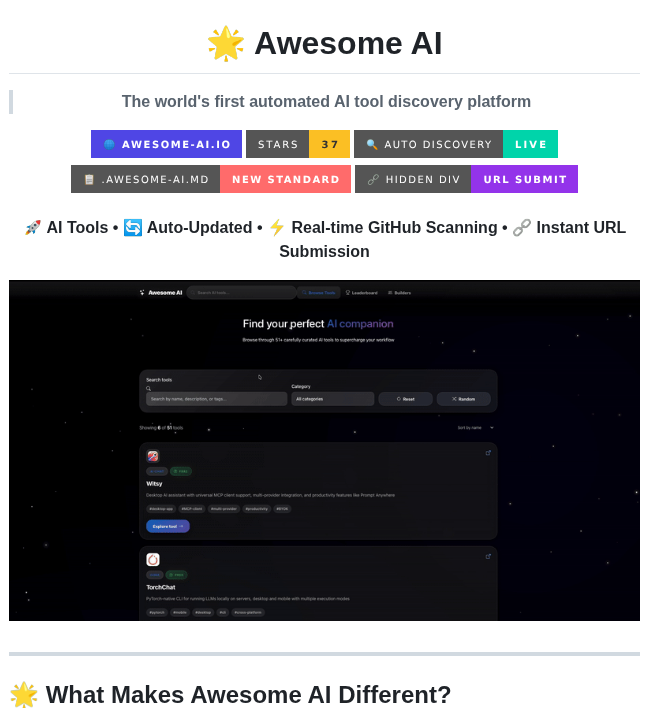 🌟 Awesome AI
The world's first automated AI tool discovery platform
🌐 AWESOME-AI.IO STARS 37 🔍 AUTO DISCOVERY LIVE
📋 .AWESOME-AI.MD NEW STANDARD 🔗 HIDDEN DIV URL SUBMIT
🚀 AI Tools • 🔄 Auto-Updated • ⚡ Real-time GitHub Scanning • 🔗 Instant URL
Submission
Awesome AI Search AI tools... Browse Tools Leaderboard Builders
Find your perfect AI companion
Browse through 51+ carefully curated AI tools to supercharge your workflow
Search tools
Category
Search by name, description, or tags... All categories Reset Random
Showing 6 of 51 tools Sort by name
Witsy
Desktop AI assistant with universal MCP client support, multi-provider integration, and productivity features like Prompt Anywhere
#desktop-app #MCP-client #multi-provider #productivity
Explore tool →
TorchChat
PyTorch-native CLI for running LLMs locally on servers, desktop and mobile with multiple execution modes
#pytorch #mobile #desktop #cli #cross-platform
🌟 What Makes Awesome AI Different?